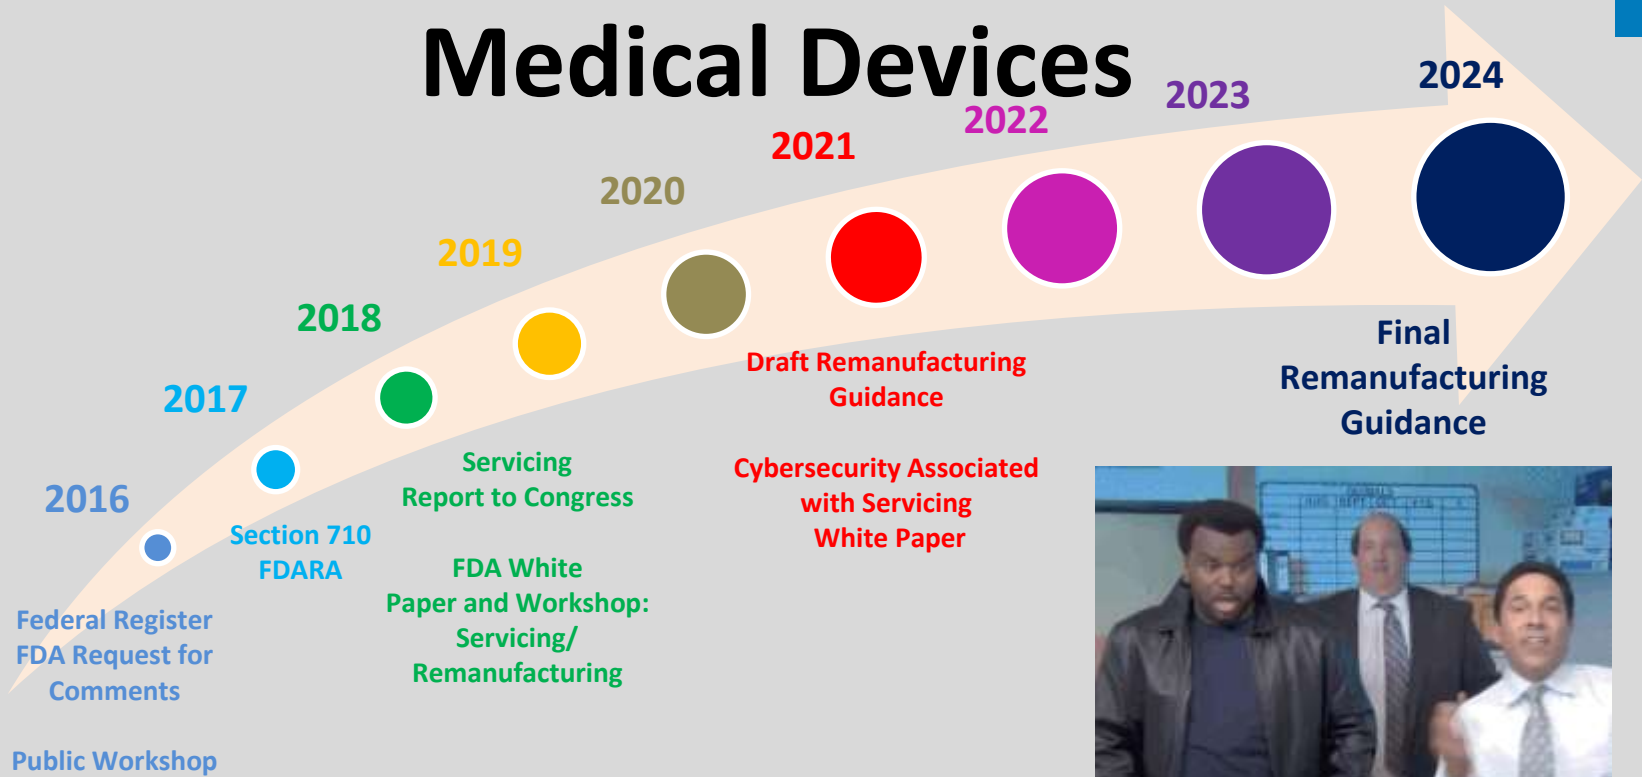 Medical Devices
2016
Federal Register
FDA Request for
Comments
Public Workshop
2017
Section 710
FDARA
2018
Servicing
Report to Congress
FDA White
Paper and Workshop:
Servicing/
Remanufacturing
2019
2020
2021
Draft Remanufacturing
Guidance
Cybersecurity Associated
with Servicing
White Paper
2022
2023
2024
Final
Remanufacturing
Guidance